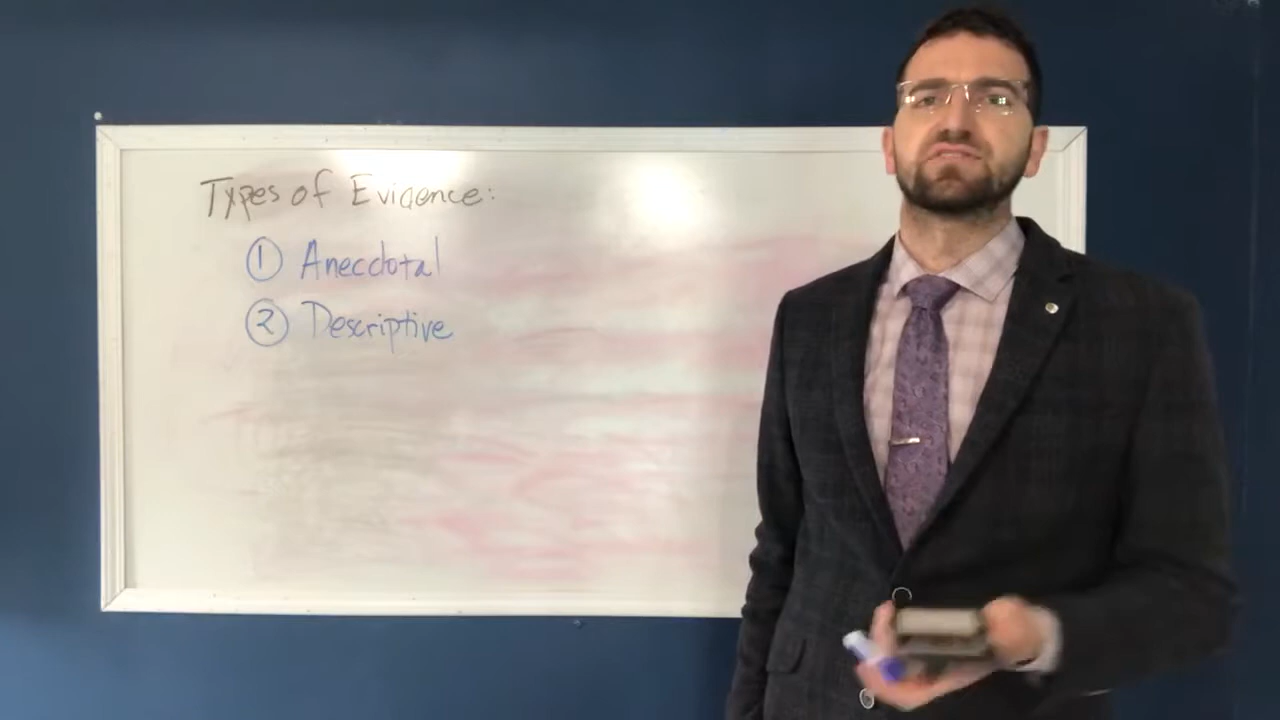 Types of Evidence:
① Anecdotal
② Descriptive